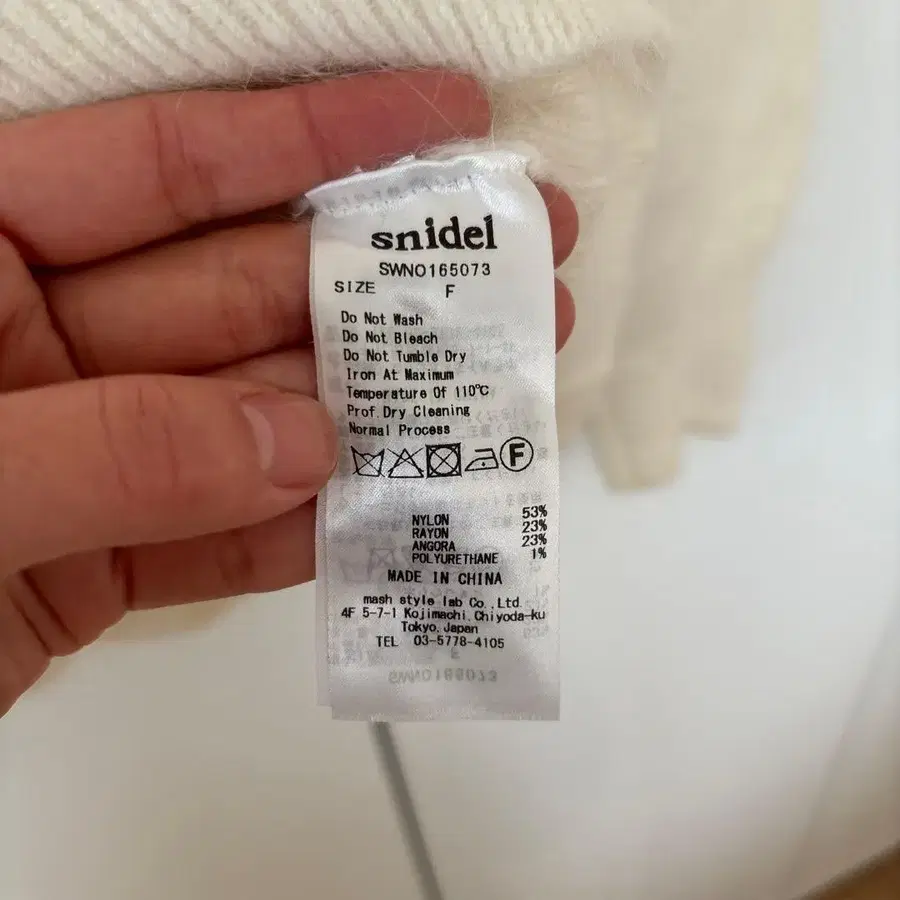 snidel
SWNO165073
SIZE F
Do Not Wash
Do Not Bleach
Do Not Tumble Dry
Iron At Maximum
Temperature Of 110℃
Prof.Dry Cleaning
Normal Process
F
NYLON 53%
RAYON 23%
ANGORA 23%
POLYURETHANE 1%
MADE IN CHINA
mash style lab Co.,Ltd.
4F 5-7-1 Kojimachi,Chiyoda-ku
Tokyo,Japan
TEL 03-5778-4105